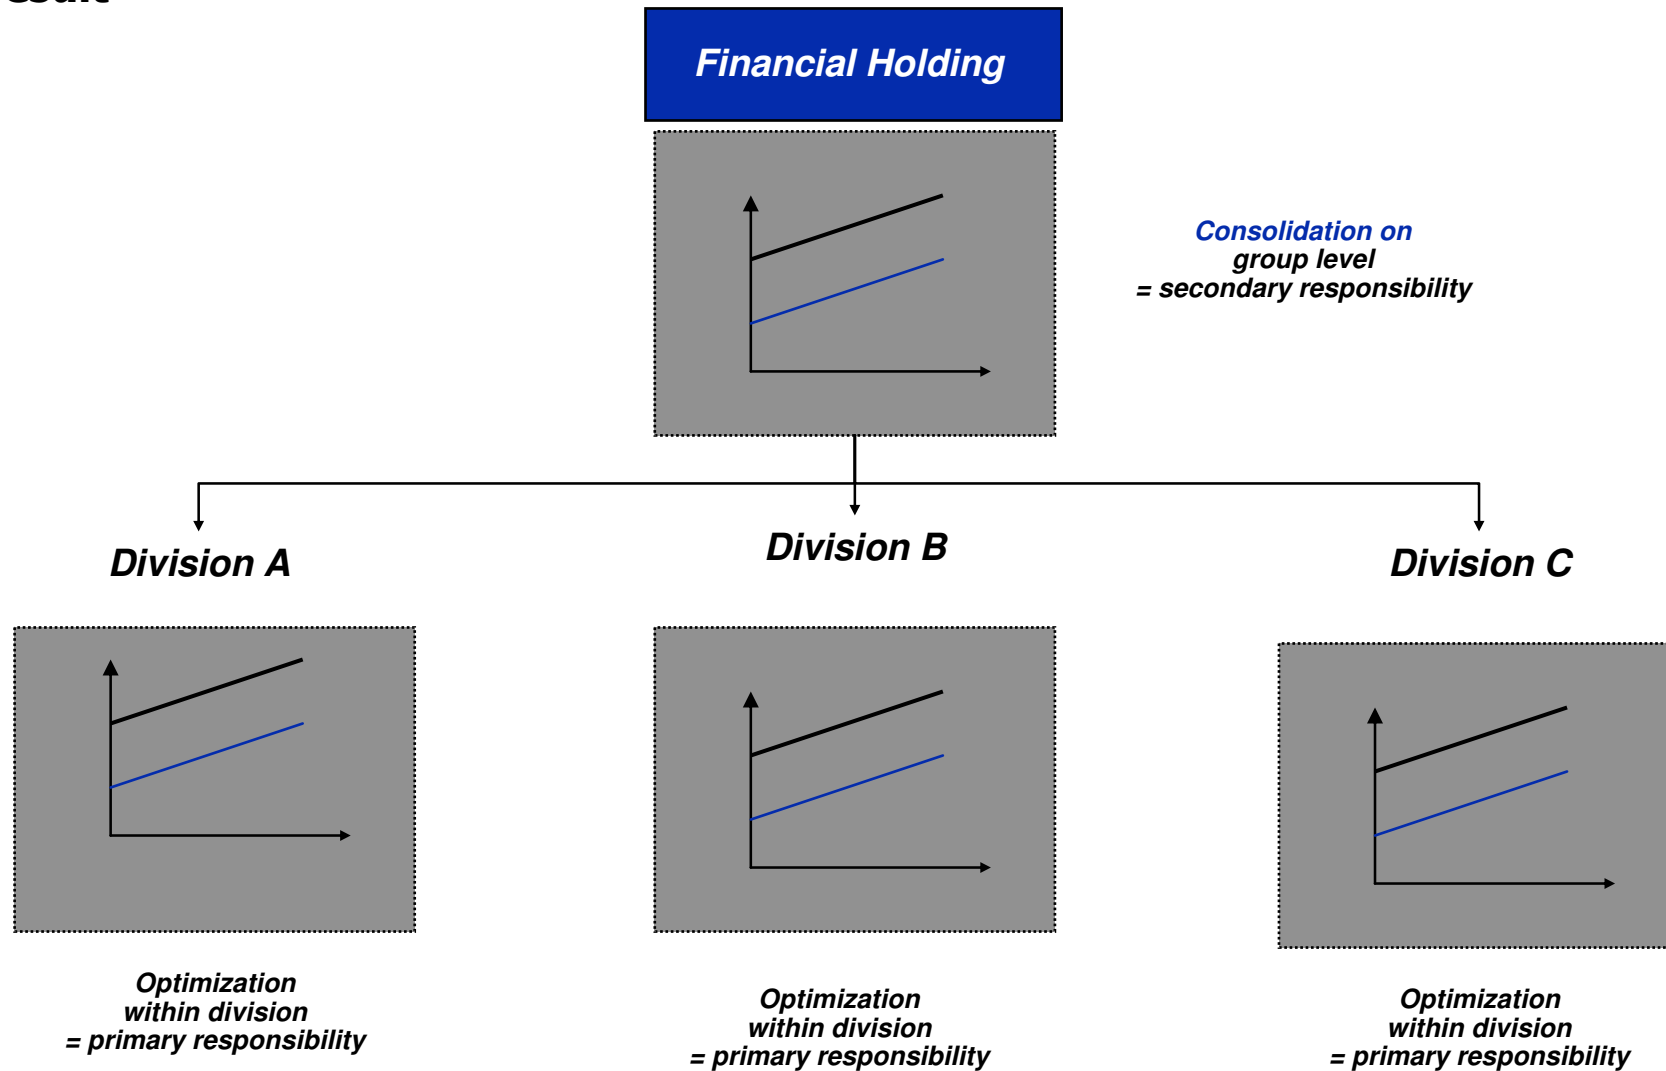 Financial Holding
Consolidation on
group level
= secondary responsibility
Division A
Division B
Division C
Optimization
within division
= primary responsibility
Optimization
within division
= primary responsibility
Optimization
within division
= primary responsibility